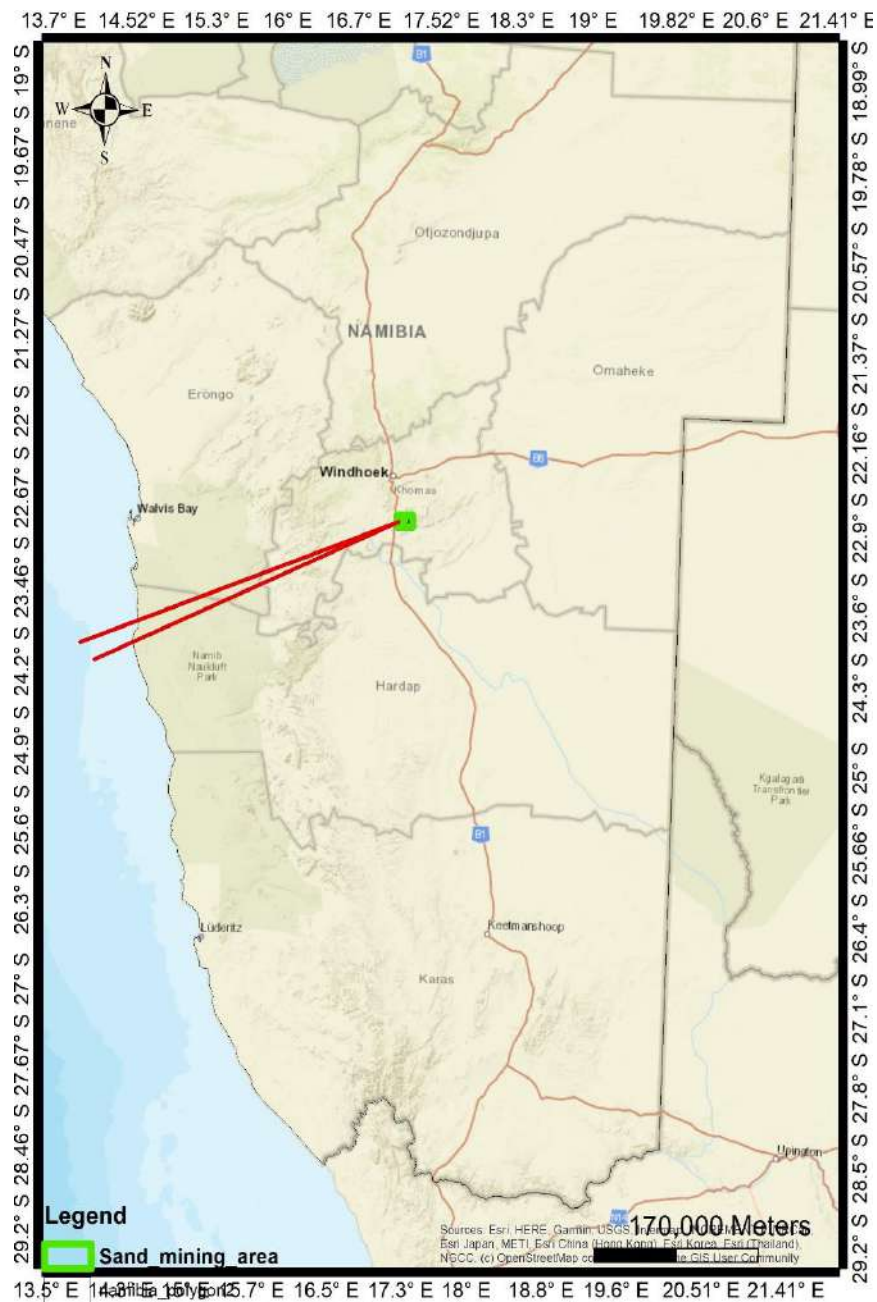 13.7° E 14.52° E 15.3° E 16° E 16.7° E 17.52° E 18.3° E 19° E 19.82° E 20.6° E 21.41° E
19° S
19.67° S
20.47° S
21.27° S
22° S
22.67° S
23.46° S
24.2° S
24.9° S
25.6° S
26.3° S
27° S
27.67° S
28.46° S
29.2° S
18.99° S
19.78° S
20.57° S
21.37° S
22.16° S
22.9° S
23.6° S
24.3° S
25° S
25.66° S
26.4° S
27.1° S
27.8° S
28.5° S
29.2° S
N
W E
S
B1
Otjozondjupa
NAMIBIA
Omaheke
Erongo
B6
Windhoek
Khomas
Walvis Bay
Namib
Naukluft
Park
Hardap
Kgalagadi
Transfrontier
Park
B1
Lüderitz
Keetmanshoop
Karas
Upington
Legend
170,000 Meters
Sources: Esri, HERE, Garmin, USGS,
Esri Japan, METI, Esri China (Hong Kong), Esri Korea, Esri (Thailand),
NGCC, (c) OpenStreetMap GIS User Community
Sand_mining_area
namibia_polygon2
13.5° E 15.7° E 16.5° E 17.3° E 18° E 18.8° E 19.6° E 20.51° E 21.41° E